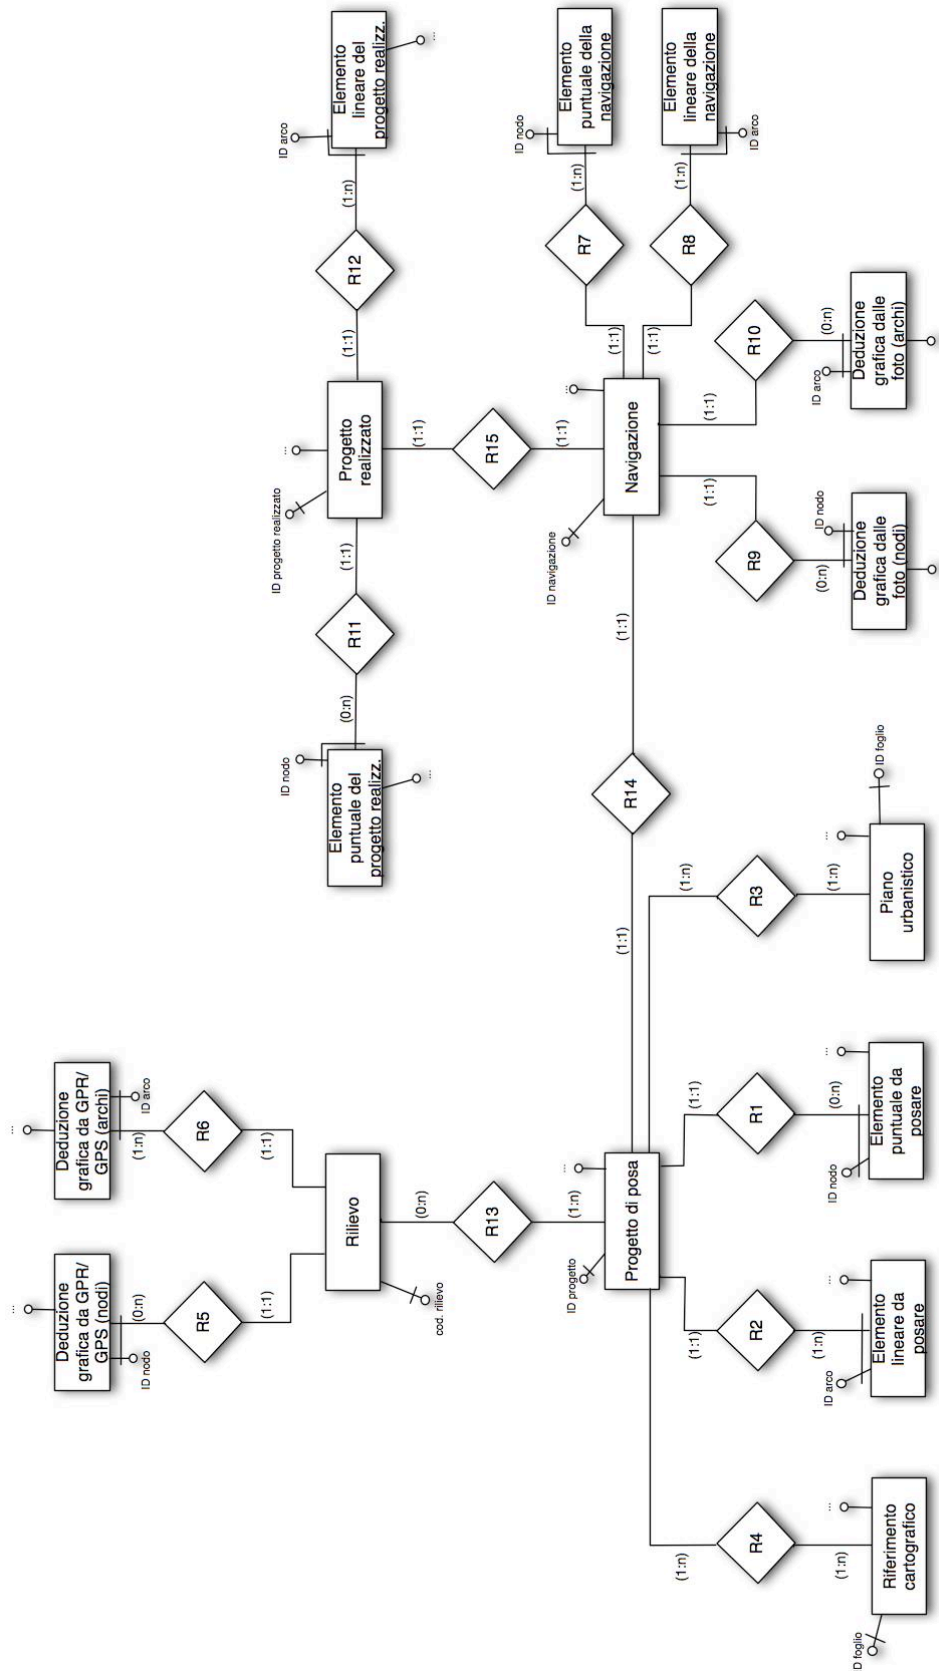 ...
...
Deduzione
grafica da GPR/
GPS (nodi)
Deduzione
grafica da GPR/
GPS (archi)
ID nodo
(0:n)
(1:n)
ID arco
R5
R6
(1:1)
(1:1)
Rilievo
cod. rilievo
(0:n)
R13
(1:n)
ID nodo
Elemento
puntuale del
progetto realizz.
...
(0:n)
R11
(1:1)
ID progetto realizzato
...
Progetto
realizzato
(1:1)
R12
(1:n)
ID arco
Elemento
lineare del
progetto realizz.
...
(1:1)
R15
(1:1)
ID progetto
...
Progetto di posa
(1:1)
R14
(1:1)
ID navigazione
...
Navigazione
(1:1)
R7
(1:n)
ID nodo
Elemento
puntuale della
navigazione
(1:1)
R8
(1:n)
ID arco
Elemento
lineare della
navigazione
(1:n)
R4
(1:n)
D foglio
...
Riferimento
cartografico
(1:1)
R2
(1:n)
ID arco
...
Elemento
lineare da
posare
(1:1)
R1
(0:n)
ID nodo
...
Elemento
puntuale da
posare
(1:n)
R3
(1:n)
...
ID foglio
Piano
urbanistico
(1:1)
R9
(0:n)
ID nodo
Deduzione
grafica dalle
foto (nodi)
(1:1)
R10
(0:n)
ID arco
Deduzione
grafica dalle
foto (archi)